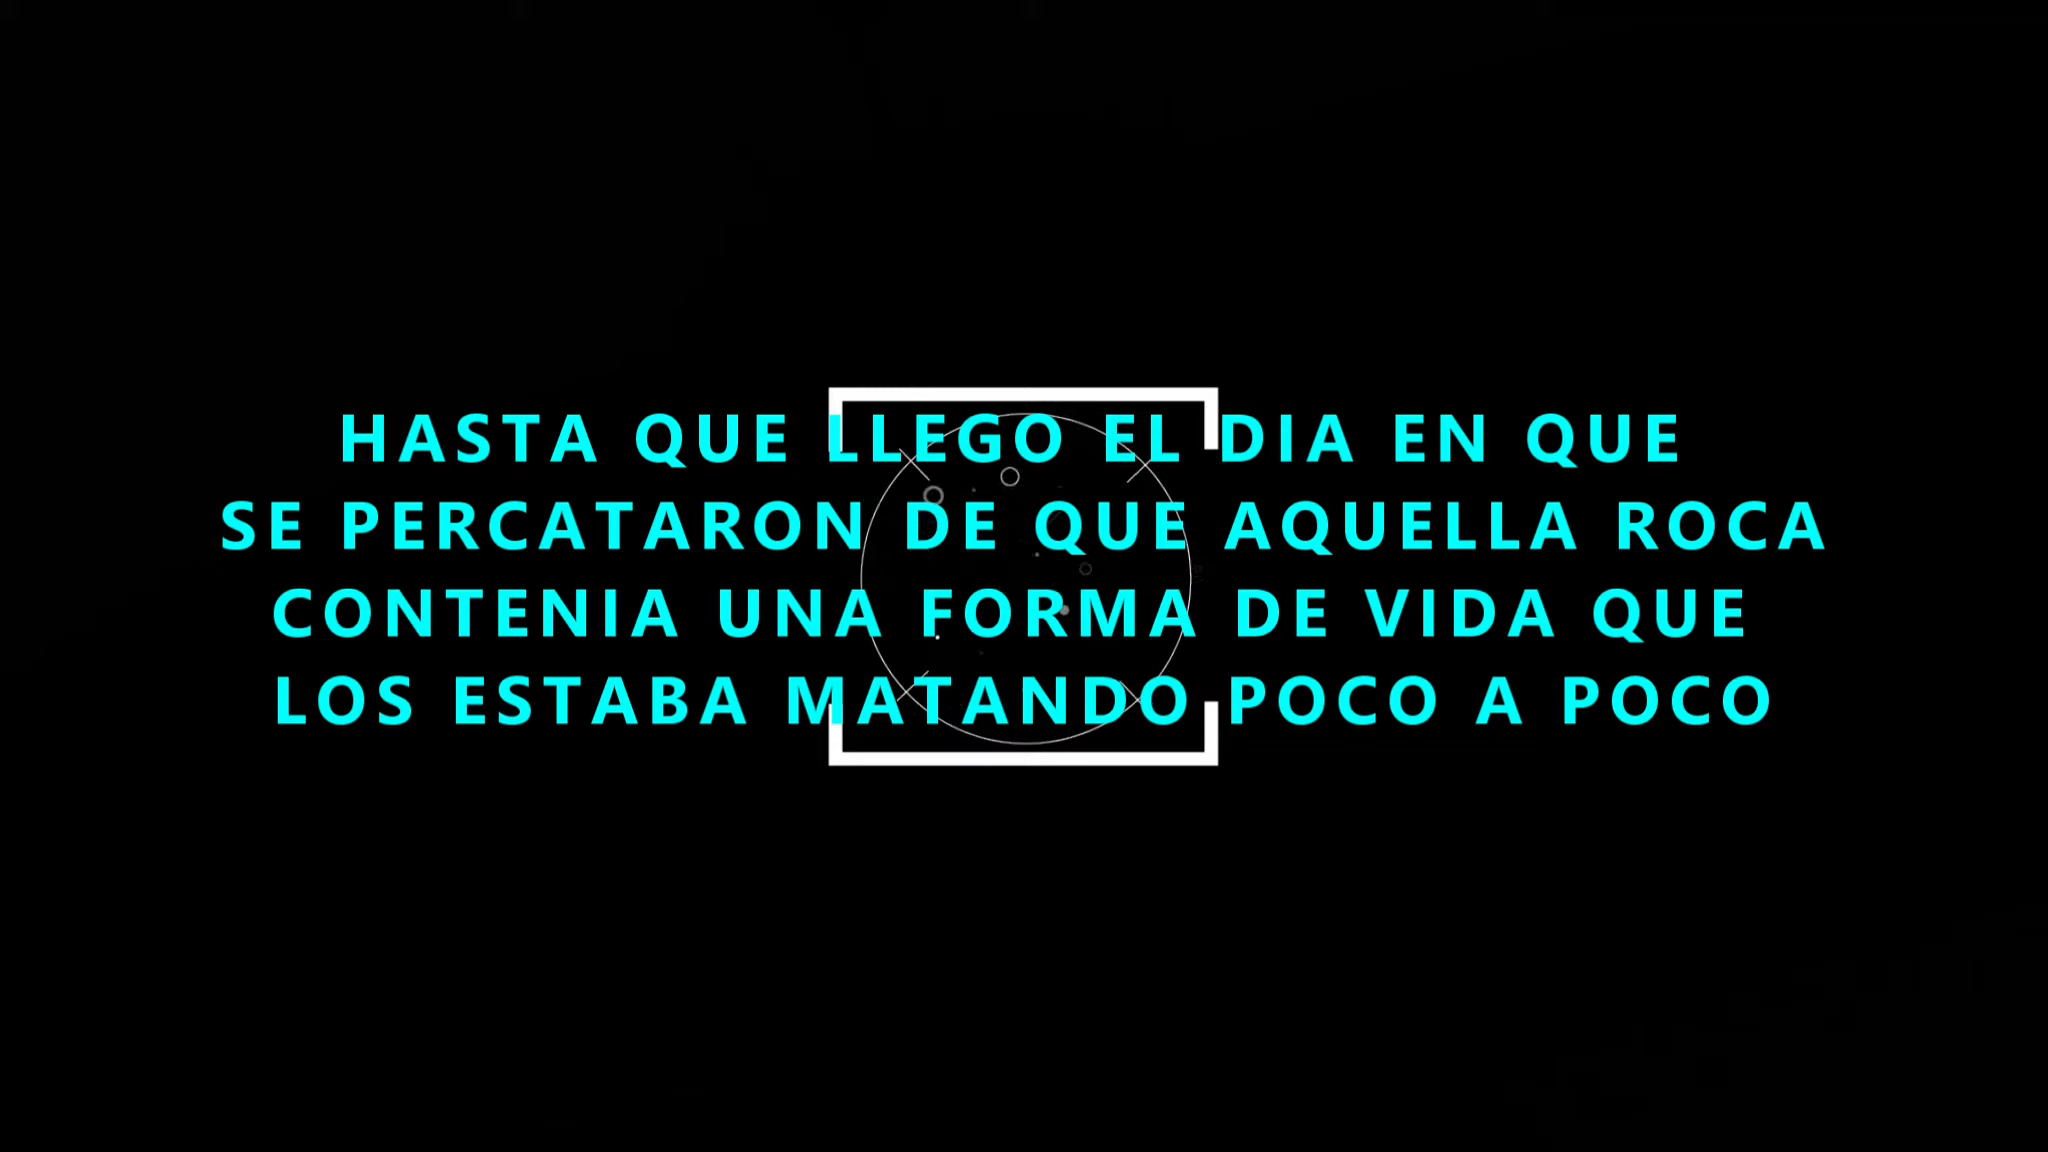 HASTA QUE LLEGO EL DIA EN QUE
SE PERCATARON DE QUE AQUELLA ROCA
CONTENIA UNA FORMA DE VIDA QUE
LOS ESTABA MATANDO POCO A POCO